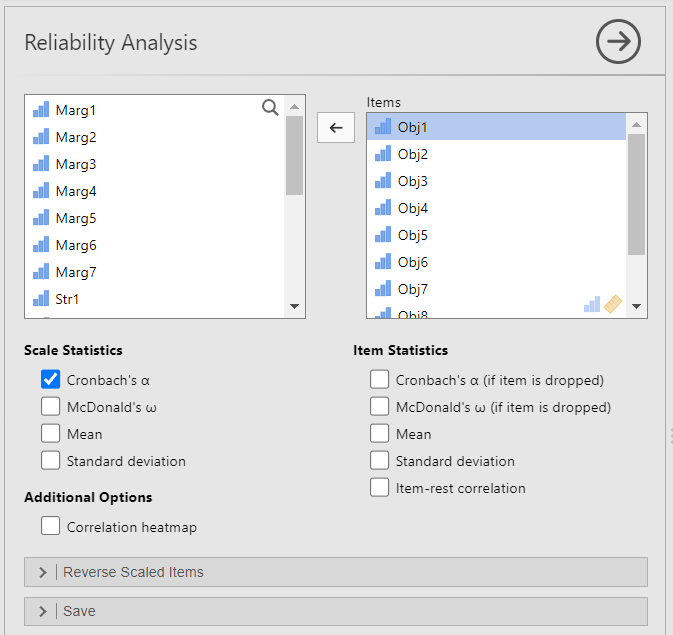 Reliability Analysis
Items
Marg1
Marg2
Marg3
Marg4
Marg5
Marg6
Marg7
Str1
Obj1
Obj2
Obj3
Obj4
Obj5
Obj6
Obj7
Obj8
Scale Statistics
Cronbach's α
McDonald's ω
Mean
Standard deviation
Additional Options
Correlation heatmap
Item Statistics
Cronbach's α (if item is dropped)
McDonald's ω (if item is dropped)
Mean
Standard deviation
Item-rest correlation
Reverse Scaled Items
Save